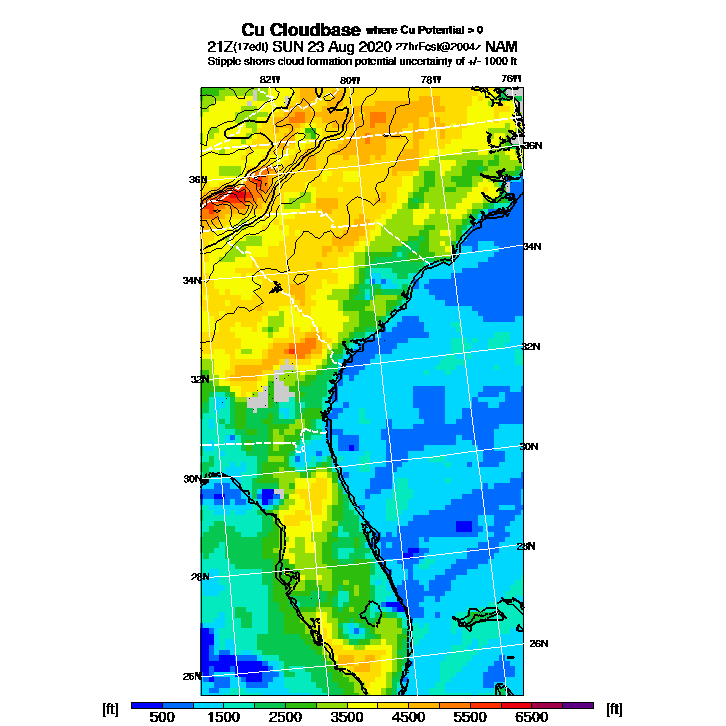 Cu Cloudbase where Cu Potential > 0
21Z(17edt) SUN 23 Aug 2020 27hrFcst@2004z NAM
Stipple shows cloud formation potential uncertainty of +/- 1000 ft
82W 80W 78W 76W
36N
36N
34N
34N
32N
32N
30N
30N
28N
28N
26N
26N
[ft] 500 1500 2500 3500 4500 5500 6500 [ft]